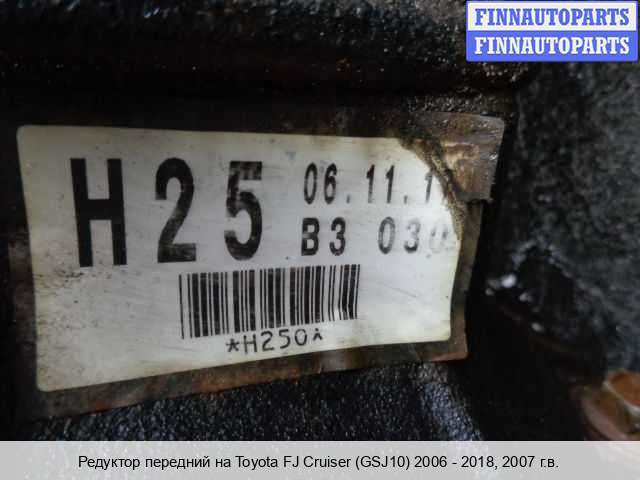 FINNAUTOPARTS
FINNAUTOPARTS
H25
06.11.1
B3 030
*H250*
Редуктор передний на Toyota FJ Cruiser (GSJ10) 2006 - 2018, 2007 г.в.